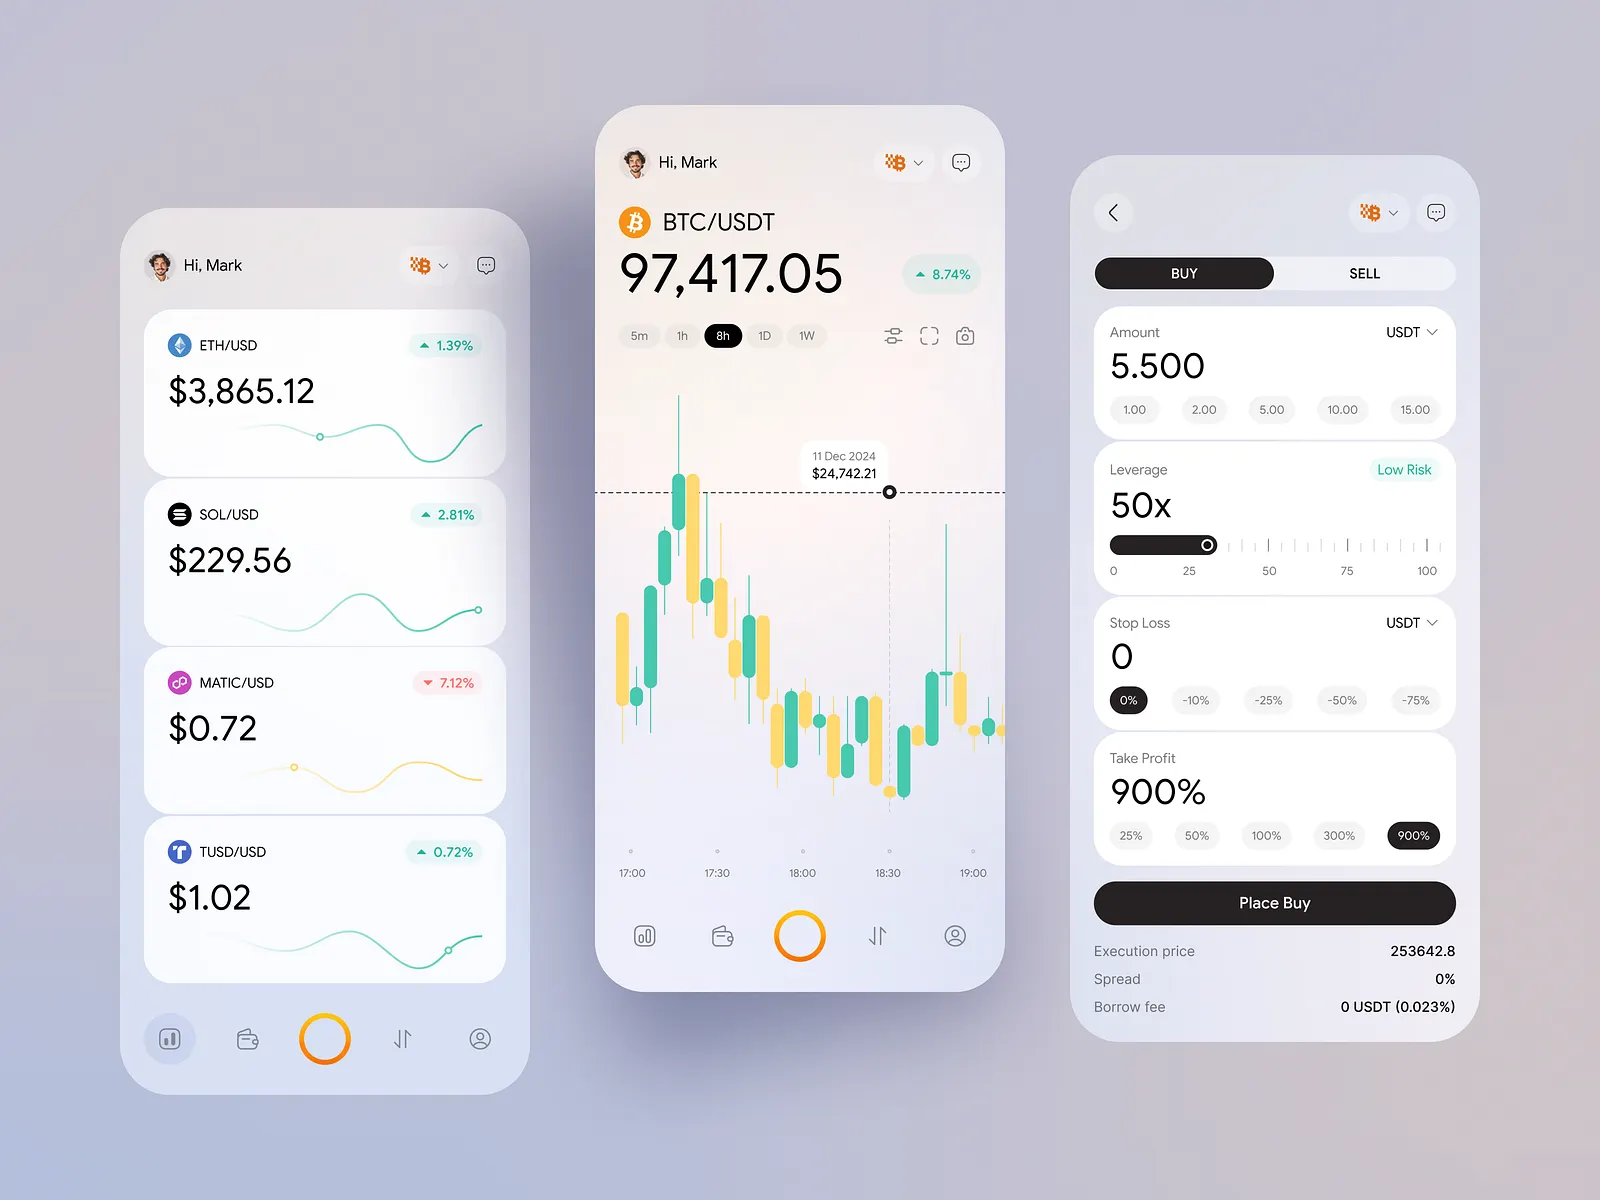 Hi, Mark
ETH/USD
1.39%
$3,865.12
SOL/USD
2.81%
$229.56
MATIC/USD
7.12%
$0.72
TUSD/USD
0.72%
$1.02
Hi, Mark
BTC/USDT
97,417.05
8.74%
5m 1h 8h 1D 1W
11 Dec 2024
$24,742.21
17:00 17:30 18:00 18:30 19:00
BUY SELL
Amount USDT
5.500
1.00 2.00 5.00 10.00 15.00
Leverage Low Risk
50x
0 25 50 75 100
Stop Loss USDT
0
0% -10% -25% -50% -75%
Take Profit
900%
25% 50% 100% 300% 900%
Place Buy
Execution price 253642.8
Spread 0%
Borrow fee 0 USDT (0.023%)